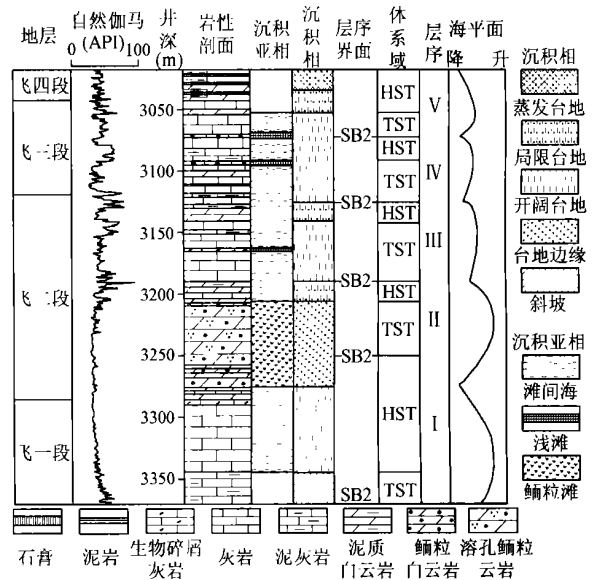 地层
自然伽马
(API)
0 100
井深
(m)
岩性剖面
沉积亚相
沉积相
层序界面
体系域
层序
海平面
降 升
飞四段
飞三段
飞二段
飞一段
3050
3100
3150
3200
3250
3300
3350
SB2
SB2
SB2
SB2
SB2
HST
TST
HST
TST
HST
TST
HST
TST
HST
TST
V
IV
III
II
I
沉积相
蒸发台地
局限台地
开阔台地
台地边缘
斜坡
沉积亚相
滩间海
浅滩
鲕粒滩
石膏
泥岩
生物碎屑灰岩
灰岩
泥灰岩
泥质白云岩
鲕粒白云岩
溶孔鲕粒云岩